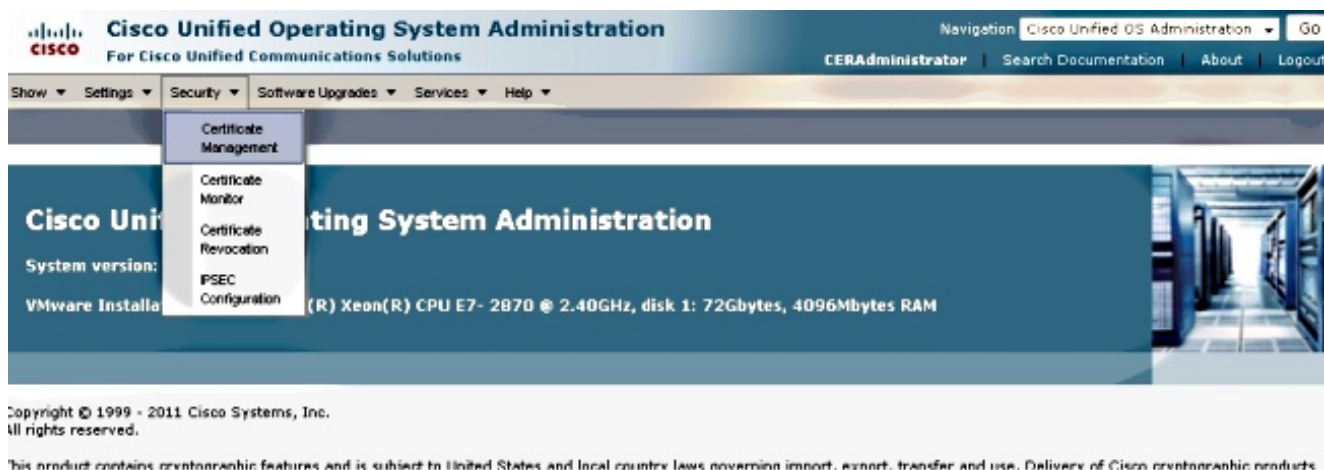 Cisco Unified Operating System Administration
Navigation Cisco Unified OS Administration Go
CISCO For Cisco Unified Communications Solutions
CERAdministrator | Search Documentation | About | Logout
Show Settings Security Software Upgrades Services Help
Certificate
Management
Certificate
Monitor
Certificate
Revocation
IPSEC
Configuration
Cisco Uni ting System Administration
System version:
VMware Installa (R) Xeon(R) CPU E7- 2870 @ 2.40GHz, disk 1: 72Gbytes, 4096Mbytes RAM
Copyright © 1999 - 2011 Cisco Systems, Inc.
All rights reserved.
This product contains cryptographic features and is subject to United States and local country laws governing import, export, transfer and use. Delivery of Cisco cryptographic products